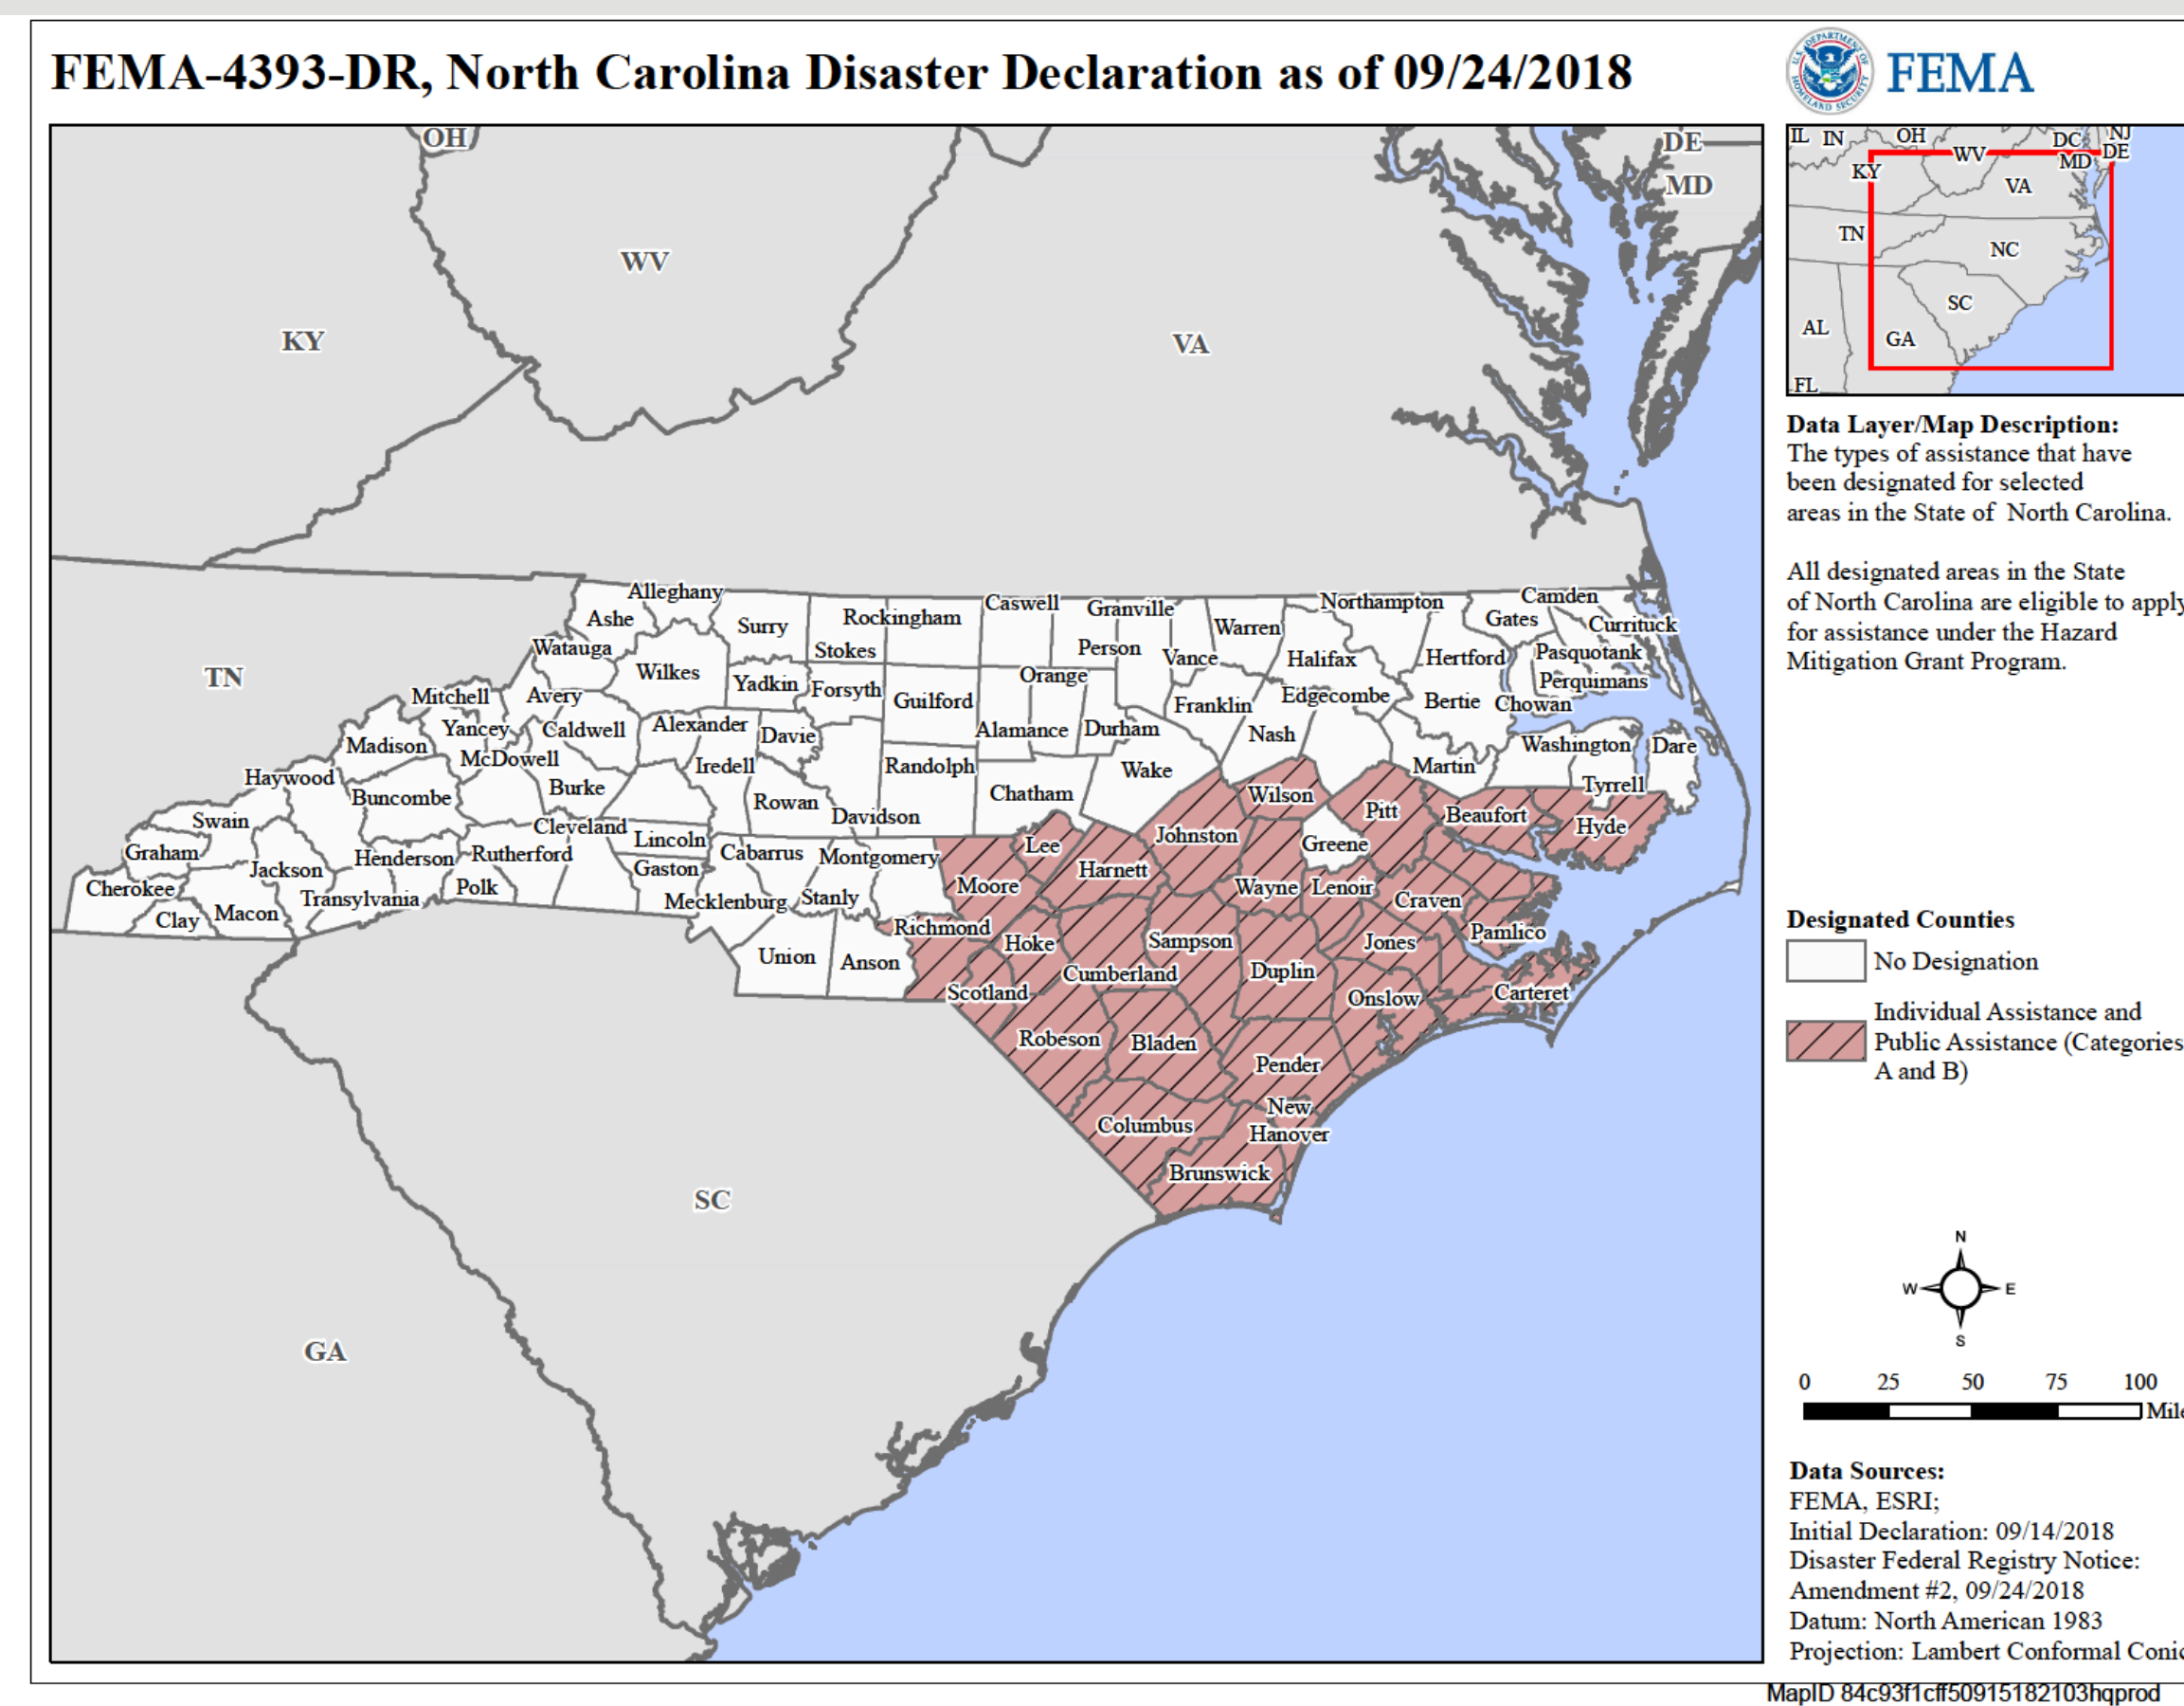 FEMA-4393-DR, North Carolina Disaster Declaration as of 09/24/2018
U.S. DEPARTMENT OF HOMELAND SECURITY
FEMA
OH
DE
MD
WV
KY
VA
TN
SC
GA
Alleghany
Ashe
Surry
Rockingham
Caswell
Granville
Northampton
Camden
Gates
Currituck
Watauga
Wilkes
Stokes
Person
Vance
Warren
Halifax
Hertford
Pasquotank
Perquimans
Mitchell
Avery
Yadkin
Forsyth
Guilford
Orange
Franklin
Edgecombe
Bertie
Chowan
Madison
Yancey
Caldwell
Alexander
Davie
Alamance
Durham
Nash
Washington
Dare
Haywood
McDowell
Iredell
Randolph
Wake
Martin
Tyrrell
Buncombe
Burke
Rowan
Davidson
Chatham
Wilson
Pitt
Beaufort
Hyde
Swain
Cleveland
Lincoln
Johnston
Greene
Graham
Jackson
Henderson
Rutherford
Gaston
Cabarrus
Montgomery
Lee
Harnett
Cherokee
Transylvania
Polk
Mecklenburg
Stanly
Moore
Wayne
Lenoir
Craven
Clay
Macon
Richmond
Hoke
Sampson
Jones
Pamlico
Union
Anson
Cumberland
Duplin
Scotland
Onslow
Carteret
Robeson
Bladen
Pender
Columbus
New
Hanover
Brunswick
IL
IN
OH
DC
NJ
KY
WV
MD
DE
VA
TN
NC
SC
AL
GA
FL
Data Layer/Map Description:
The types of assistance that have
been designated for selected
areas in the State of North Carolina.
All designated areas in the State
of North Carolina are eligible to apply
for assistance under the Hazard
Mitigation Grant Program.
Designated Counties
No Designation
Individual Assistance and
Public Assistance (Categories
A and B)
N
W
E
S
0 25 50 75 100
Data Sources:
FEMA, ESRI;
Initial Declaration: 09/14/2018
Disaster Federal Registry Notice:
Amendment #2, 09/24/2018
Datum: North American 1983
Projection: Lambert Conformal
MapID 84c93f1cff50915182103hqprod